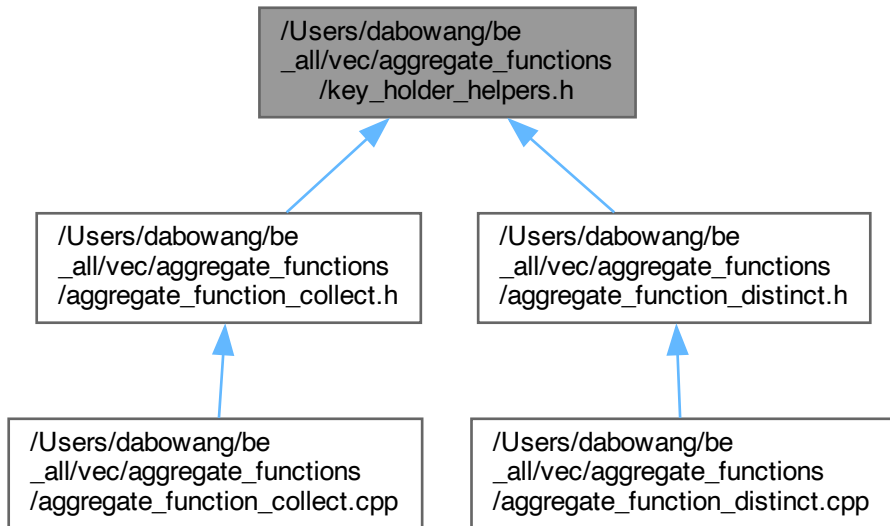 /Users/dabowang/be
_all/vec/aggregate_functions
/key_holder_helpers.h
/Users/dabowang/be
_all/vec/aggregate_functions
/aggregate_function_collect.h
/Users/dabowang/be
_all/vec/aggregate_functions
/aggregate_function_distinct.h
/Users/dabowang/be
_all/vec/aggregate_functions
/aggregate_function_collect.cpp
/Users/dabowang/be
_all/vec/aggregate_functions
/aggregate_function_distinct.cpp